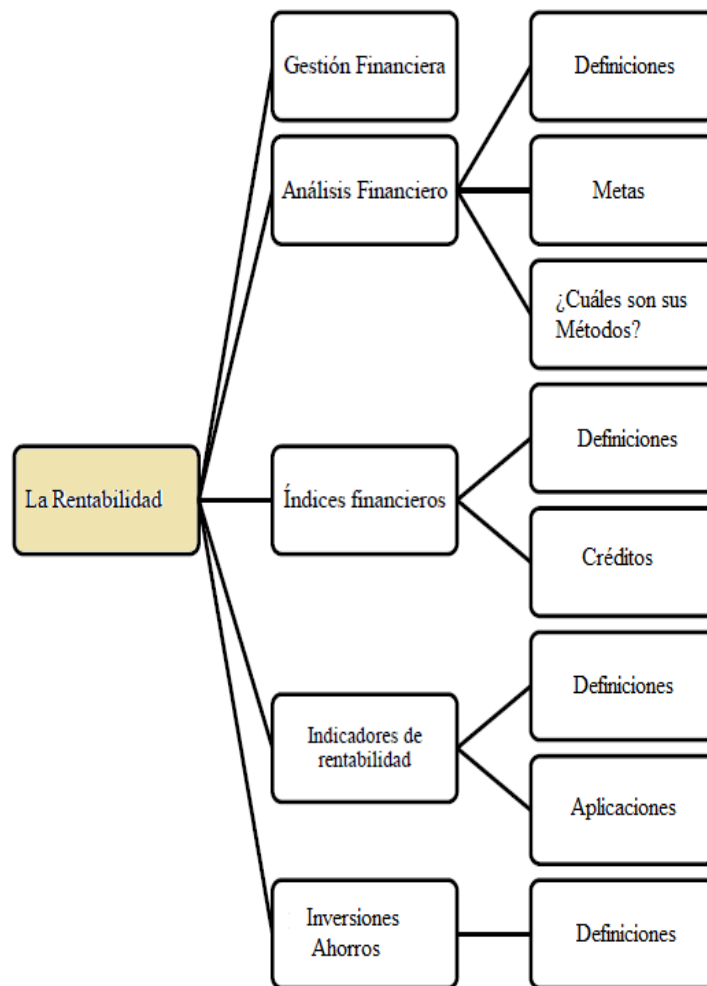 Gestión Financiera
Definiciones
Análisis Financiero
Metas
¿Cuáles son sus
Métodos?
La Rentabilidad
Índices financieros
Definiciones
Créditos
Indicadores de
rentabilidad
Definiciones
Aplicaciones
Inversiones
Ahorros
Definiciones